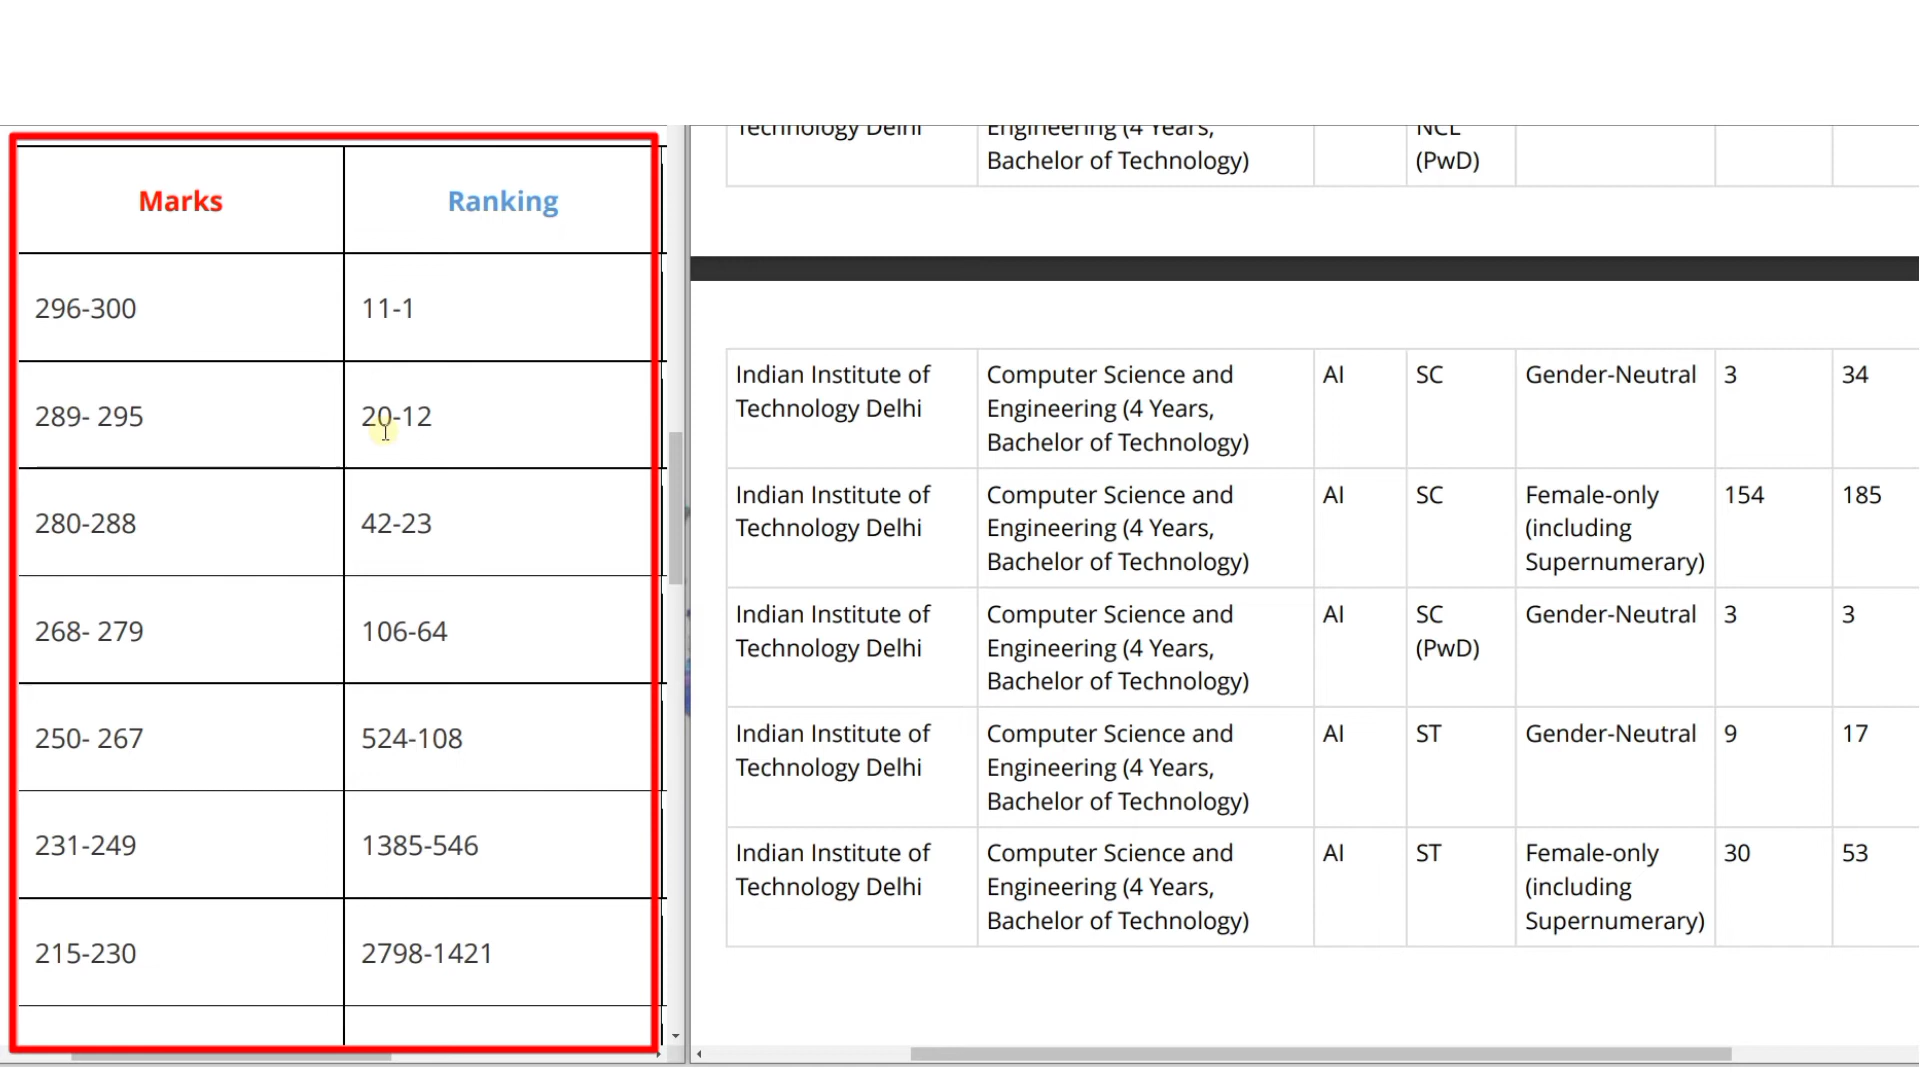 Marks Ranking
296-300 11-1
289- 295 20-12
280-288 42-23
268- 279 106-64
250- 267 524-108
231-249 1385-546
215-230 2798-1421
Technology Delhi Engineering (4 Years, NCL
Bachelor of Technology) (PwD)
Indian Institute of Computer Science and AI SC Gender-Neutral 3 34
Technology Delhi Engineering (4 Years,
Bachelor of Technology)
Indian Institute of Computer Science and AI SC Female-only 154 185
Technology Delhi Engineering (4 Years, (including
Bachelor of Technology) Supernumerary)
Indian Institute of Computer Science and AI SC Gender-Neutral 3 3
Technology Delhi Engineering (4 Years, (PwD)
Bachelor of Technology)
Indian Institute of Computer Science and AI ST Gender-Neutral 9 17
Technology Delhi Engineering (4 Years,
Bachelor of Technology)
Indian Institute of Computer Science and AI ST Female-only 30 53
Technology Delhi Engineering (4 Years, (including
Bachelor of Technology) Supernumerary)